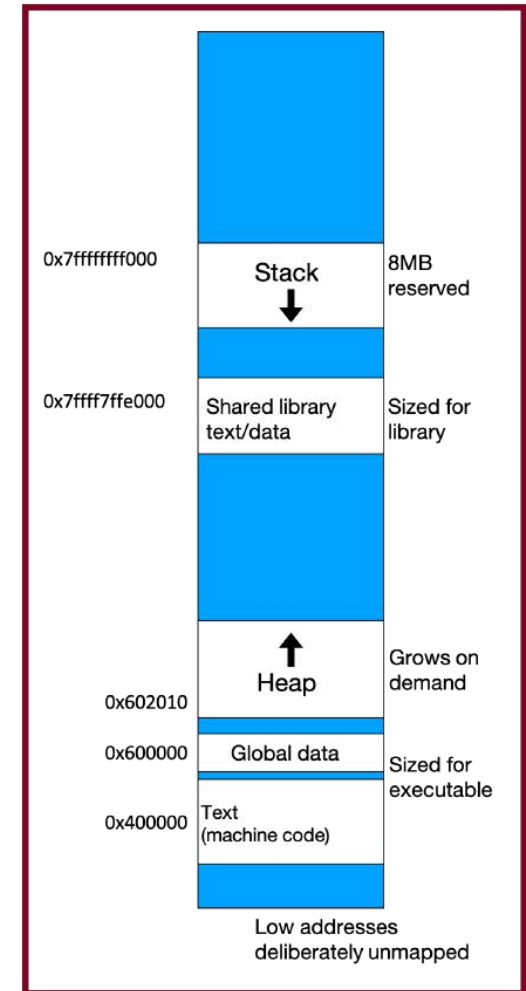 0x7ffffffff000
Stack
8MB
reserved
0x7ffff7ffe000
Shared library
text/data
Sized for
library
Heap
Grows on
demand
0x602010
0x600000
Global data
Sized for
executable
0x400000
Text
(machine code)
Low addresses
deliberately unmapped